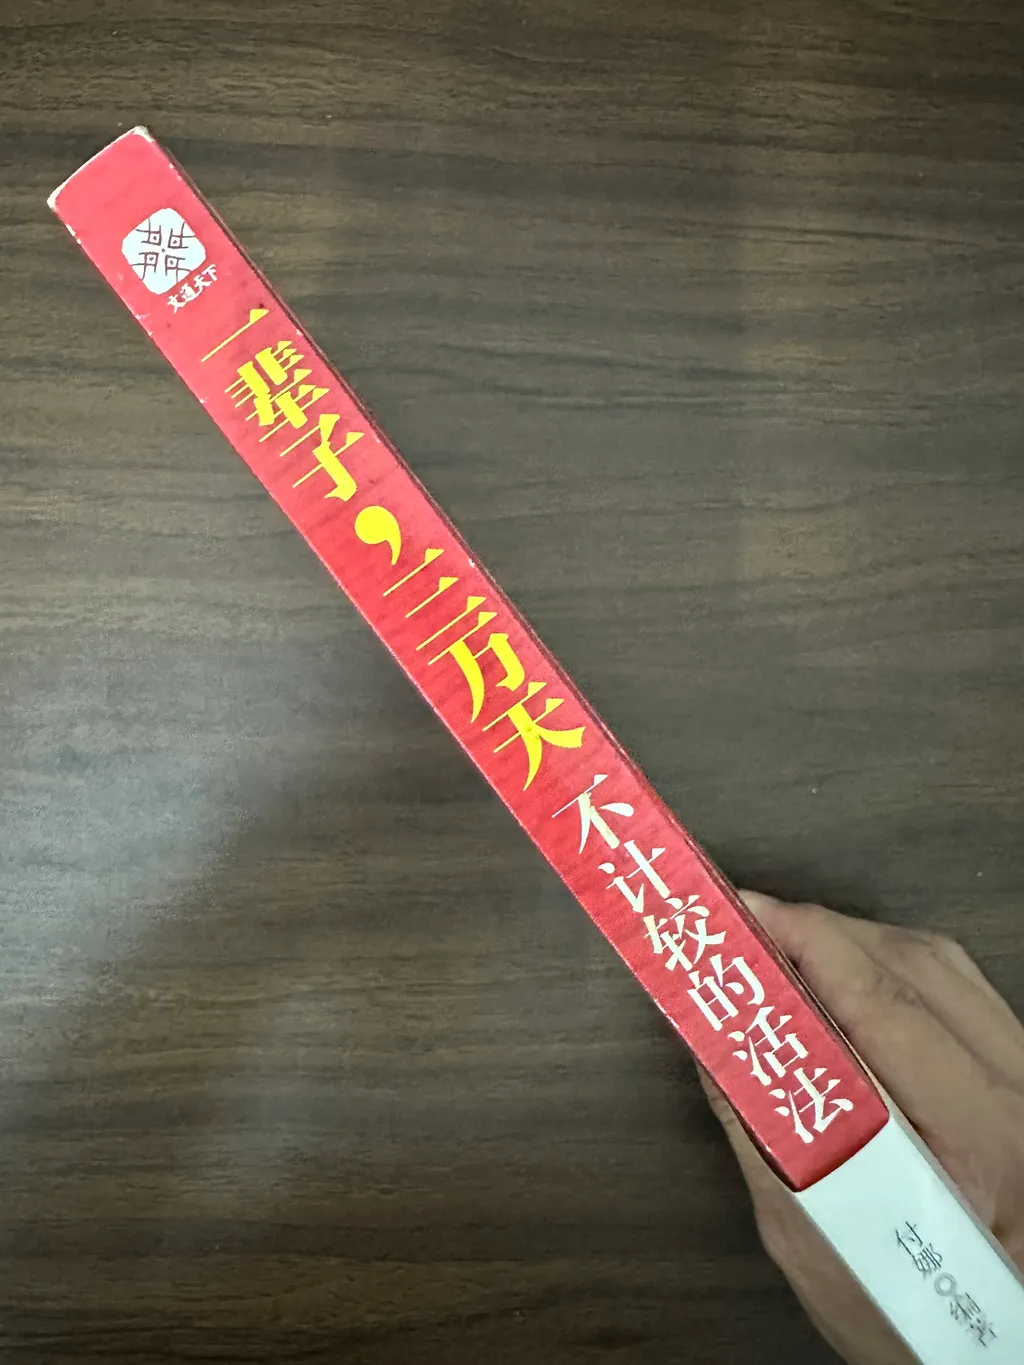 文通天下
一辈子，三万天
不计较的活法
付娜◎编著